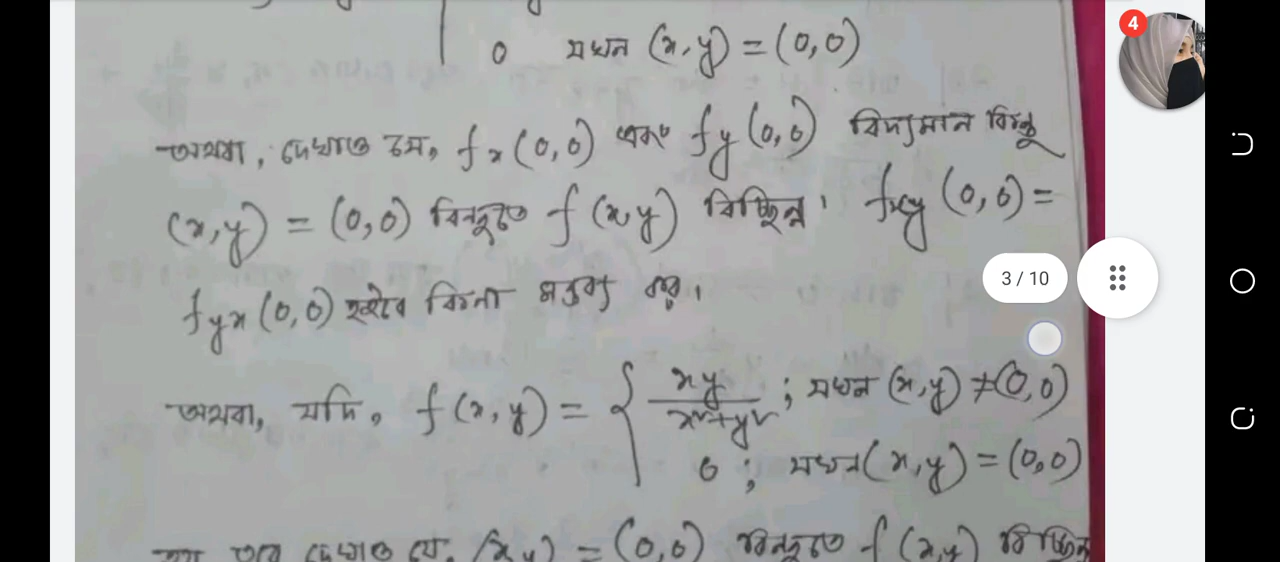 0 যখন (x,y) = (0,0)
অথবা, দেখাও যে, fx(0,0) এবং fy(0,0) বিদ্যমান কিন্তু
(x,y) = (0,0) বিন্দুতে f(x,y) বিচ্ছিন্ন। fxy(0,0) =
fyx(0,0) হইবে কিনা মন্তব্য কর।
অথবা, যদি, f(x,y) = { xy / x²+y² ; যখন (x,y) ≠ (0,0)
0 ; যখন (x,y) = (0,0)
তবে দেখাও যে, (x,y) = (0,0) বিন্দুতে f(x,y) বিচ্ছিন্ন
4
3 / 10